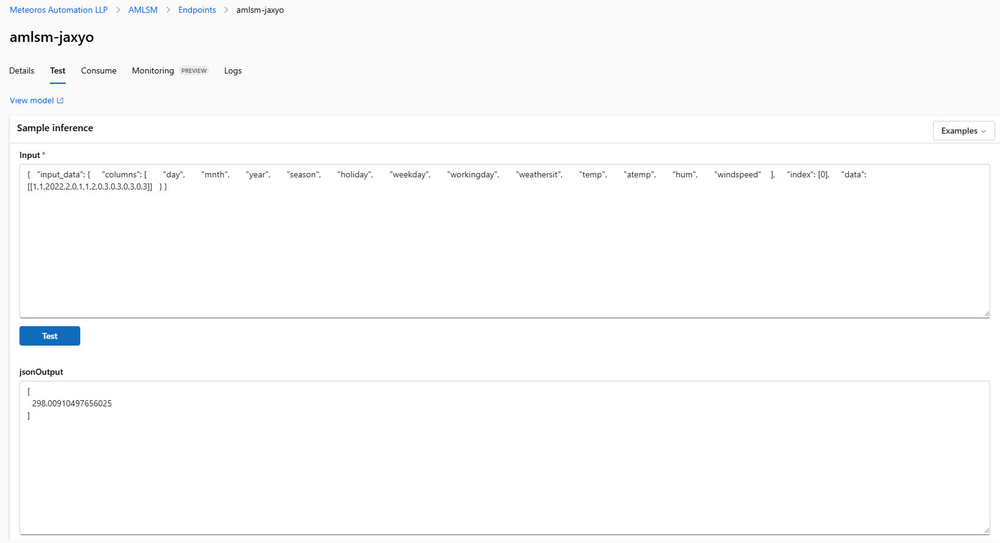 Meteoros Automation LLP > AMLSM > Endpoints > amlsm-jaxyo
amlsm-jaxyo
Details Test Consume Monitoring PREVIEW Logs
View model
Sample inference
Examples
Input *
{ "input_data": { "columns": [ "day", "mnth", "year", "season", "holiday", "weekday", "workingday", "weathersit", "temp", "atemp", "hum", "windspeed" ], "index": [0], "data":
[[1,1,2022,2,0,1,1,2,0.3,0.3,0.3,0.3]] } }
Test
jsonOutput
[
298.00910497656025
]